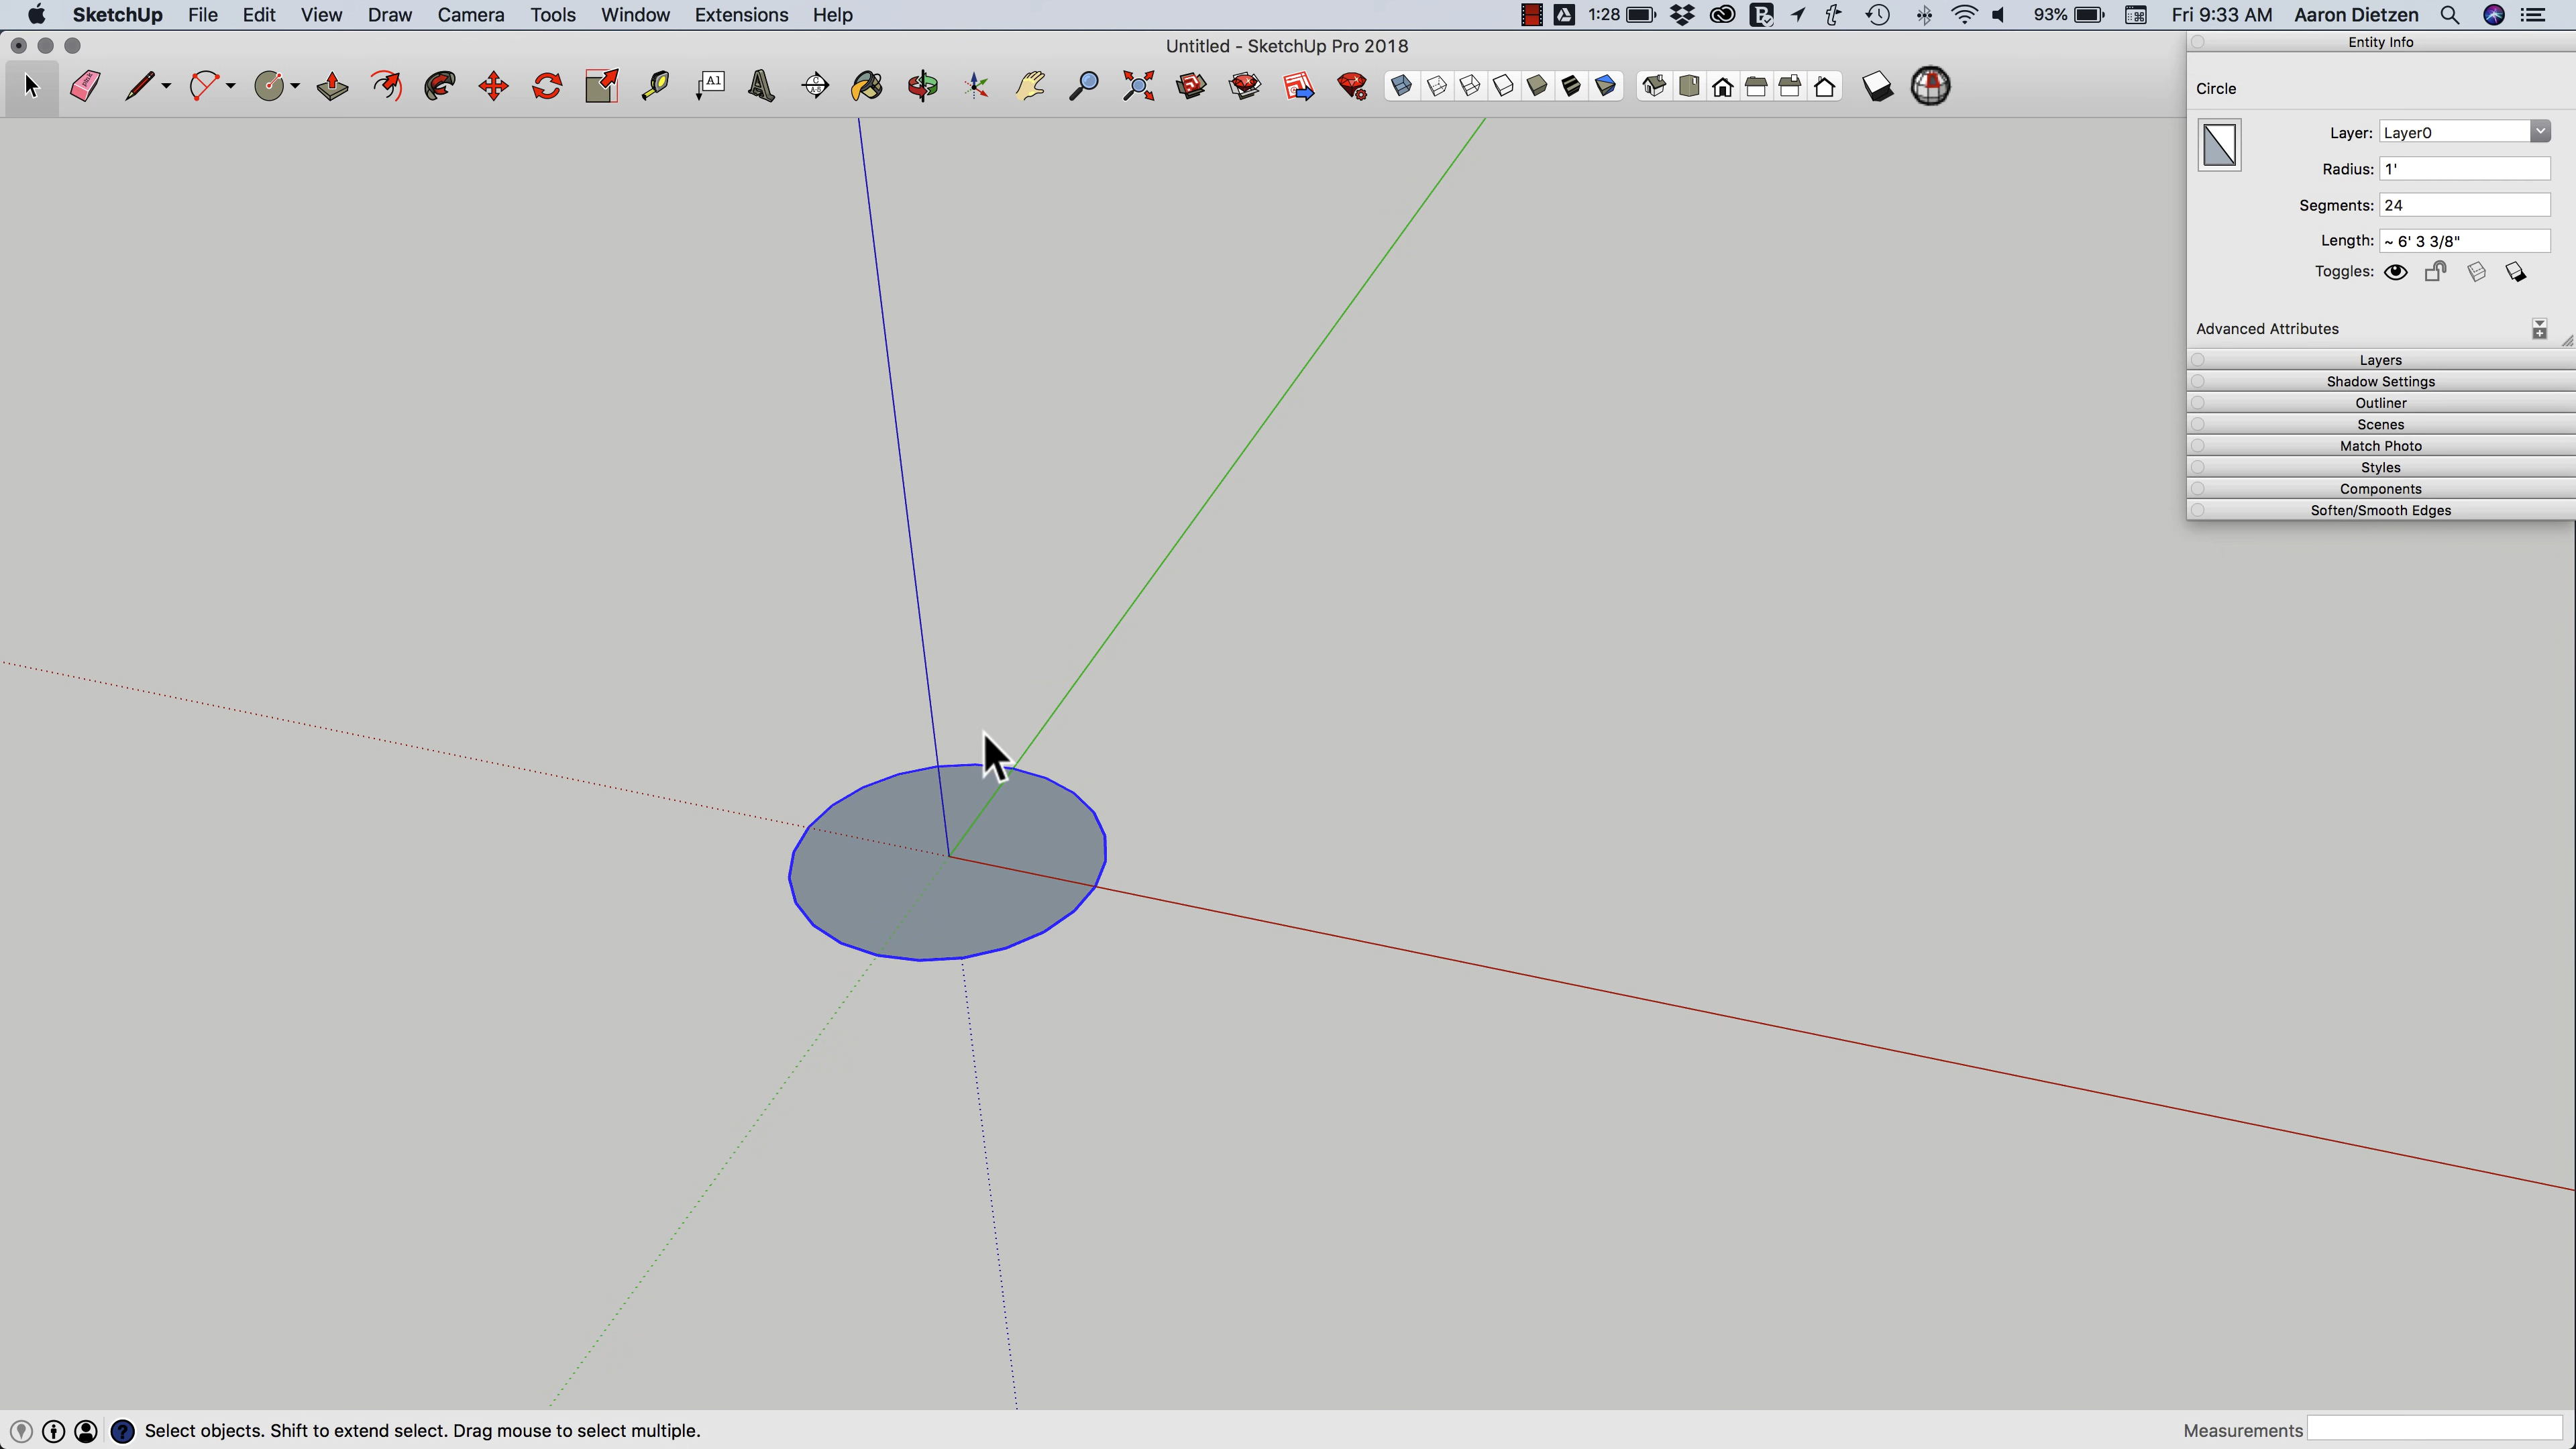 SketchUp File Edit View Draw Camera Tools Window Extensions Help 1:28 93% Fri 9:33 AM Aaron Dietzen
Untitled - SketchUp Pro 2018
A1
Entity Info
Circle
Layer: Layer0
Radius: 1'
Segments: 24
Length: ~ 6' 3 3/8"
Toggles:
Advanced Attributes
Layers
Shadow Settings
Outliner
Scenes
Match Photo
Styles
Components
Soften/Smooth Edges
Select objects. Shift to extend select. Drag mouse to select multiple.
Measurements